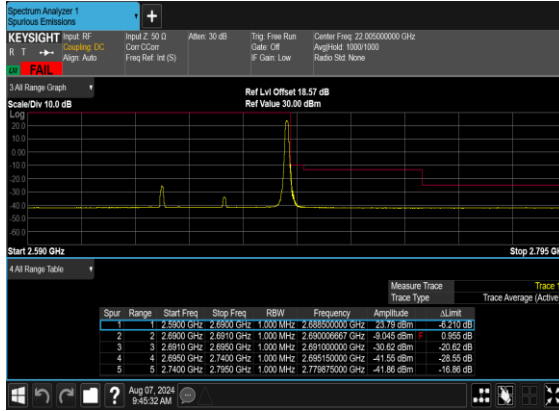 Spectrum Analyzer 1
Spurious Emissions
KEYSIGHT Input: RF Input Z: 50 Ω Atten: 30 dB Trig: Free Run Center Freq: 22.005000000 GHz
R T Coupling: DC Corr CCorr Gate: Off Avg|Hold: 1000/1000
Align: Auto Freq Ref: Int (S) IF Gain: Low Radio Std: None
FAIL
3 All Range Graph
Ref Lvl Offset 18.57 dB
Scale/Div 10.0 dB Ref Value 30.00 dBm
Log
20.0
10.0
0.00
-10.0
-20.0
-30.0
-40.0
-50.0
-60.0
Start 2.590 GHz Stop 2.795 G
4 All Range Table
Measure Trace Trace 1
Trace Type Trace Average (Active
Spur Range Start Freq Stop Freq RBW Frequency Amplitude ΔLimit
1 1 2.5900 GHz 2.6900 GHz 1.000 MHz 2.688500000 GHz 23.79 dBm -6.210 dB
2 2 2.6900 GHz 2.6910 GHz 1.000 MHz 2.690006667 GHz -9.045 dBm F 0.955 dB
3 3 2.6910 GHz 2.6950 GHz 1.000 MHz 2.691000000 GHz -30.62 dBm -20.62 dB
4 4 2.6950 GHz 2.7400 GHz 1.000 MHz 2.695150000 GHz -41.55 dBm -28.55 dB
5 5 2.7400 GHz 2.7950 GHz 1.000 MHz 2.779875000 GHz -41.86 dBm -16.86 dB
Aug 07, 2024
9:45:32 AM